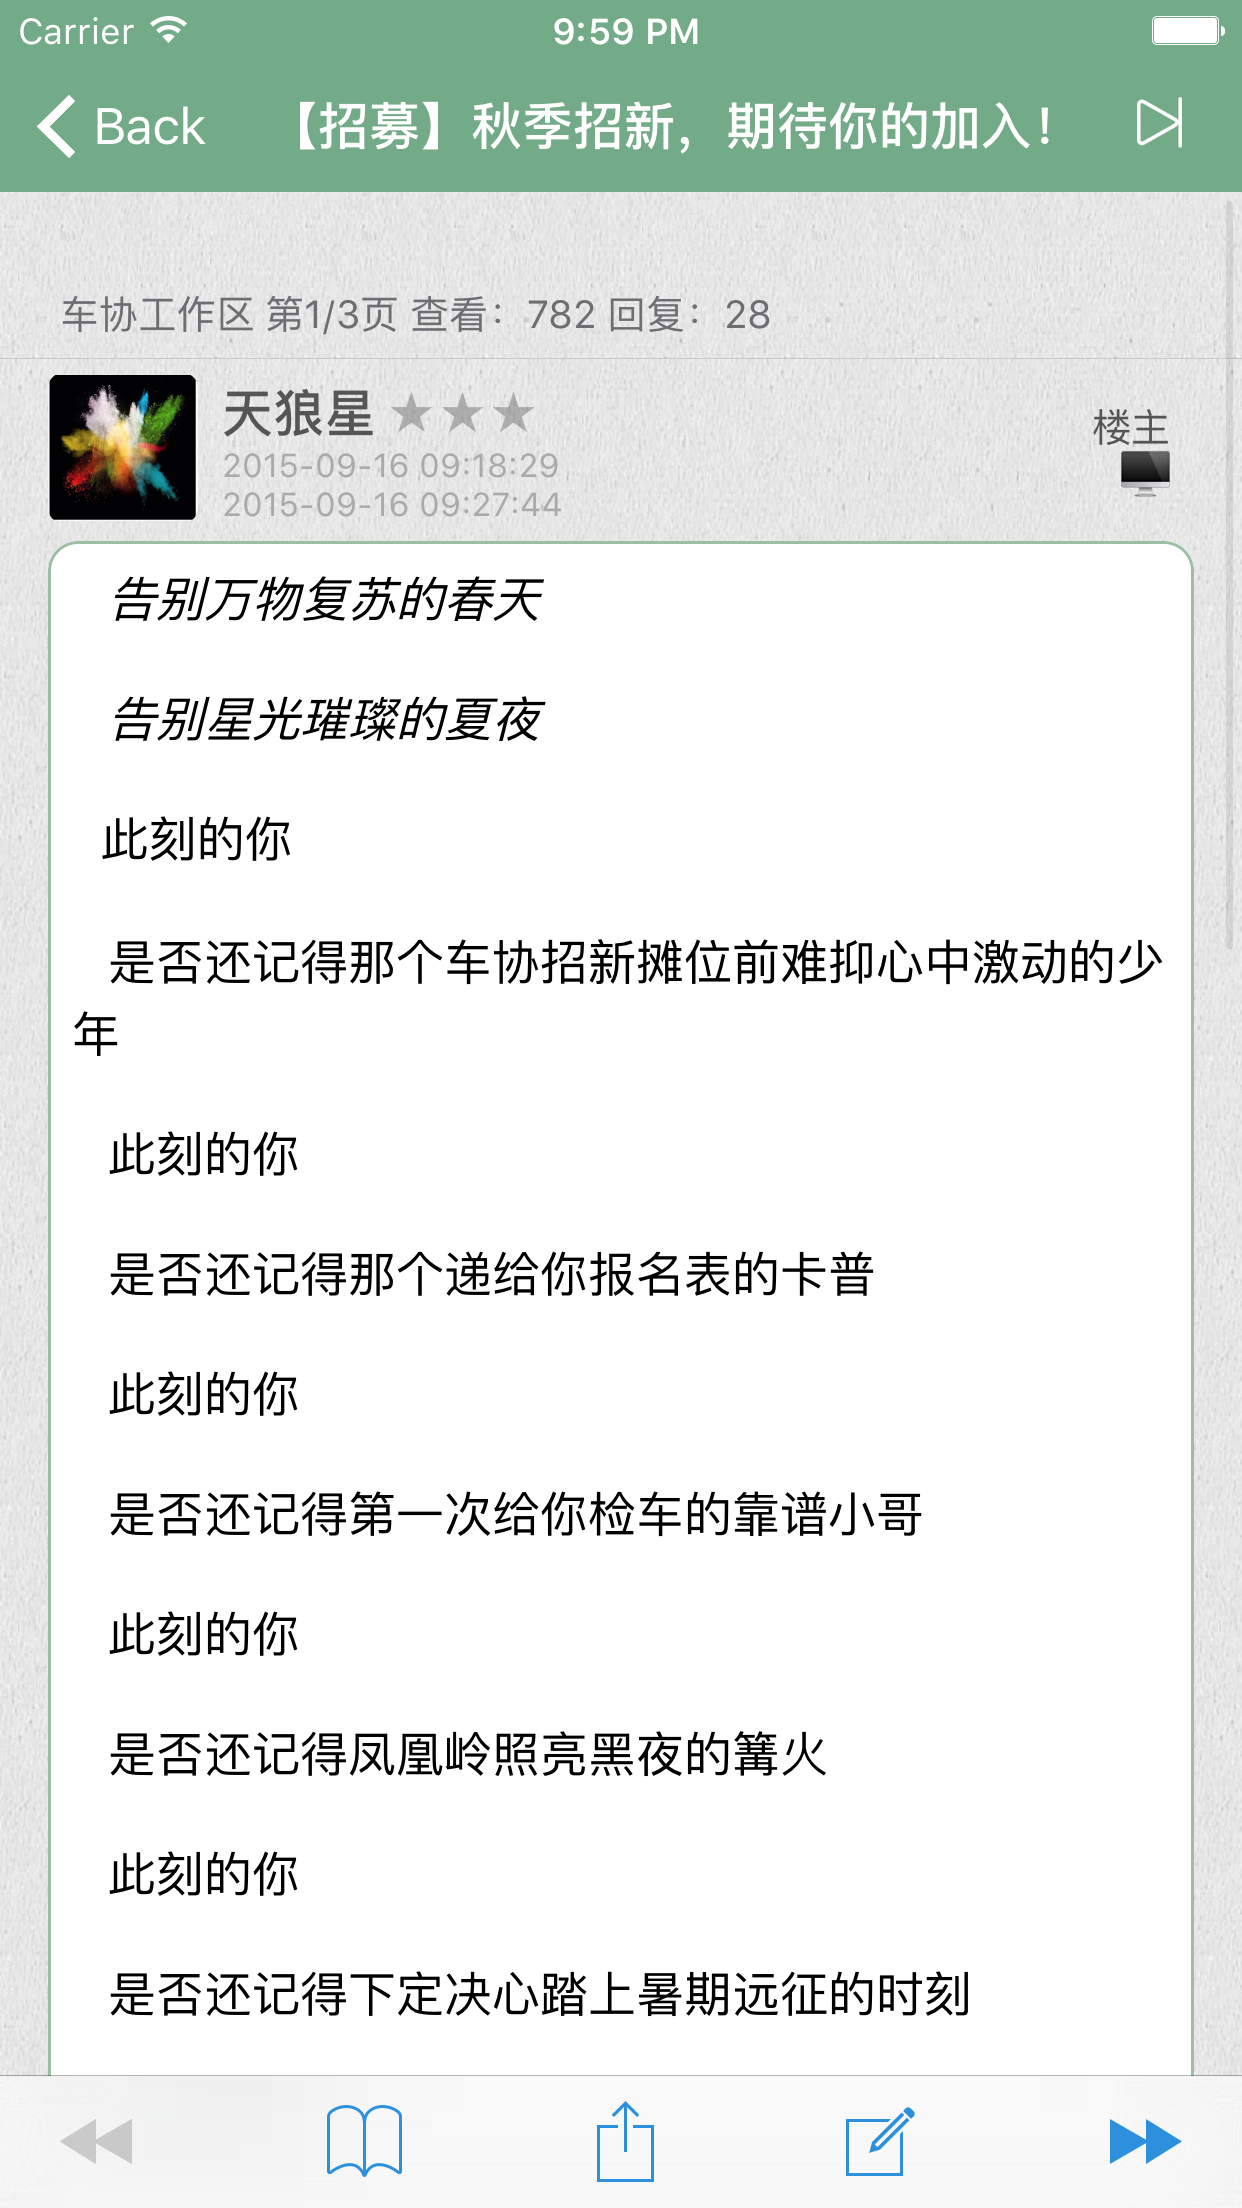 Carrier 9:59 PM
Back 【招募】秋季招新，期待你的加入！
车协工作区 第1/3页 查看：782 回复：28
天狼星 ★★★
楼主
2015-09-16 09:18:29
2015-09-16 09:27:44
告别万物复苏的春天
告别星光璀璨的夏夜
此刻的你
是否还记得那个车协招新摊位前难抑心中激动的少
年
此刻的你
是否还记得那个递给你报名表的卡普
此刻的你
是否还记得第一次给你检车的靠谱小哥
此刻的你
是否还记得凤凰岭照亮黑夜的篝火
此刻的你
是否还记得下定决心踏上暑期远征的时刻